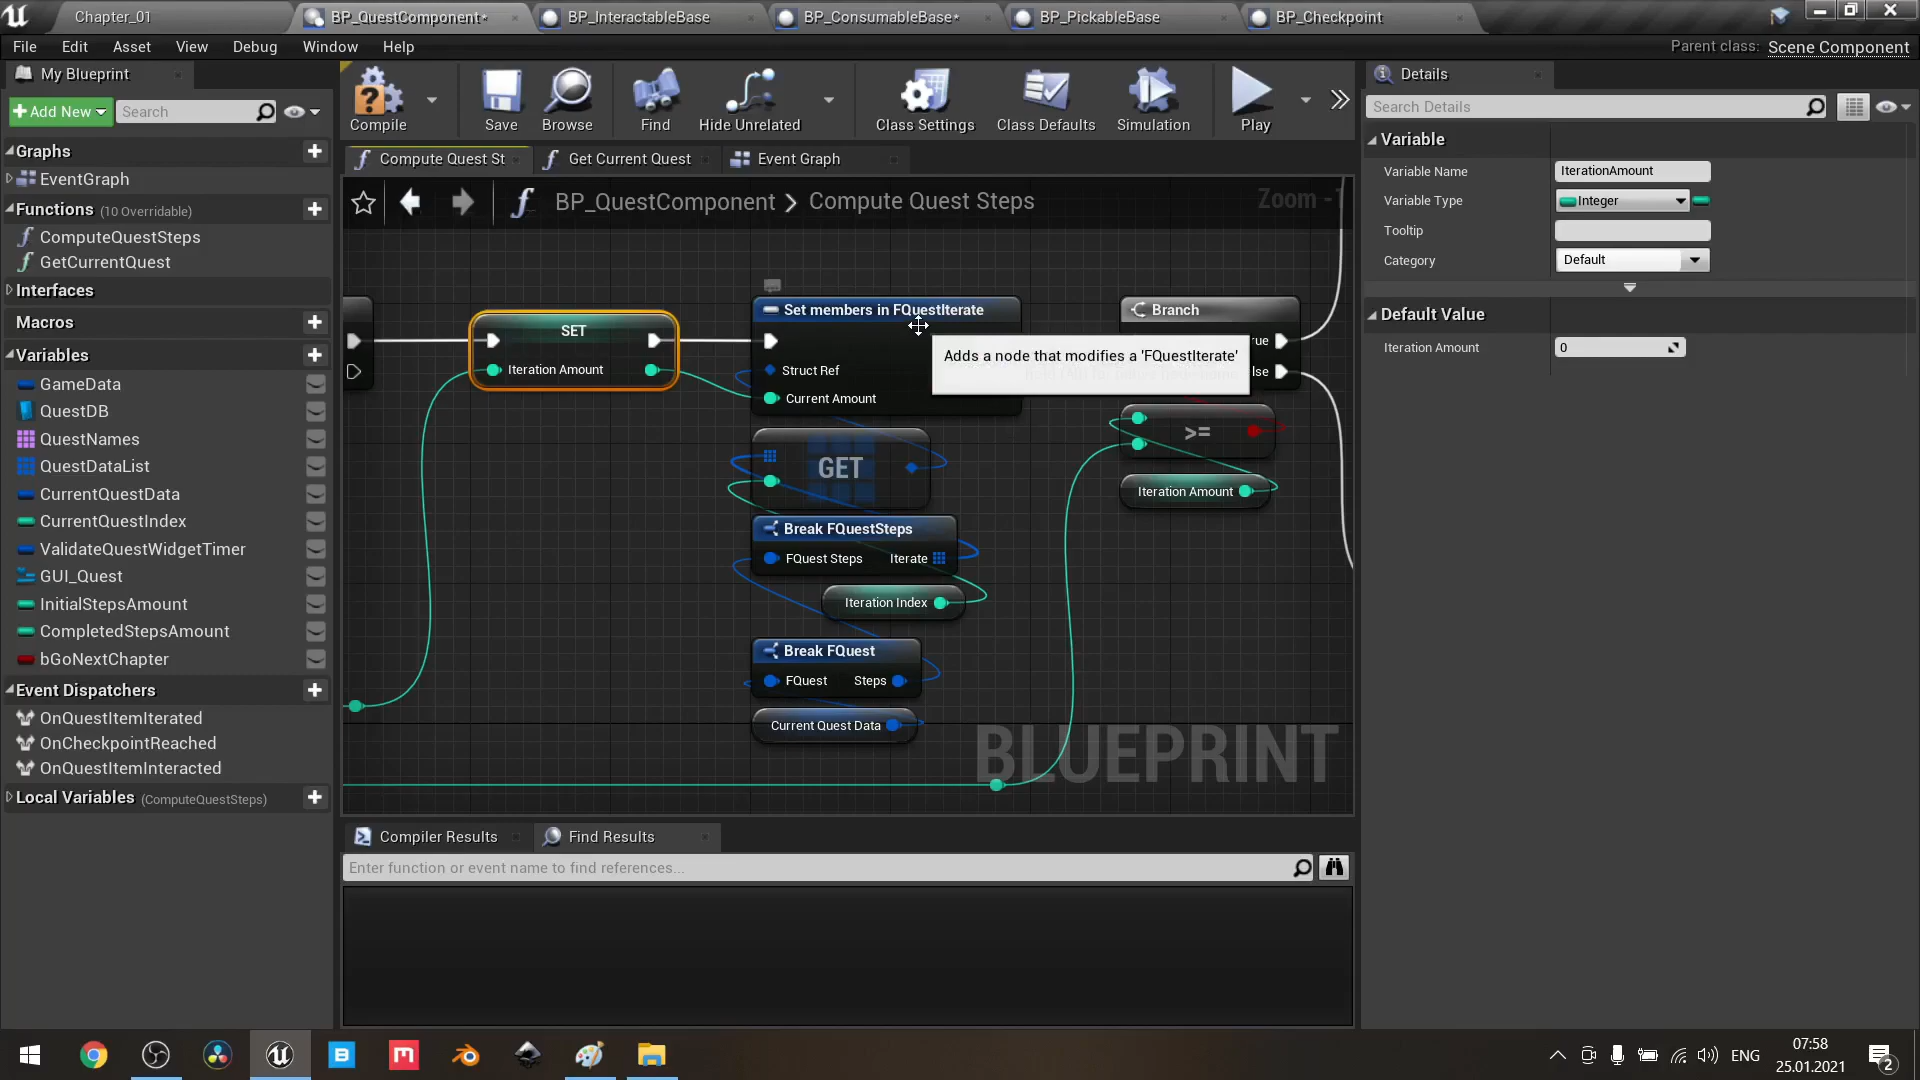 Chapter_01
BP_QuestComponent*
BP_InteractableBase
BP_ConsumableBase*
BP_PickableBase
BP_Checkpoint
File Edit Asset View Debug Window Help
Parent class: Scene Component
My Blueprint
Add New
Search
Compile
Save
Browse
Find
Hide Unrelated
Class Settings
Class Defaults
Simulation
Play
Details
Search Details
Graphs
EventGraph
Functions (10 Overridable)
ComputeQuestSteps
GetCurrentQuest
Interfaces
Macros
Variables
GameData
QuestDB
QuestNames
QuestDataList
CurrentQuestData
CurrentQuestIndex
ValidateQuestWidgetTimer
GUI_Quest
InitialStepsAmount
CompletedStepsAmount
bGoNextChapter
Event Dispatchers
OnQuestItemIterated
OnCheckpointReached
OnQuestItemInteracted
Local Variables (ComputeQuestSteps)
Compute Quest St
Get Current Quest
Event Graph
BP_QuestComponent > Compute Quest Steps
Zoom -1
SET
Iteration Amount
Set members in FQuestIterate
Struct Ref
Current Amount
Adds a node that modifies a 'FQuestIterate'
Branch
rue
lse
GET
>=
Iteration Amount
Break FQuestSteps
FQuest Steps Iterate
Iteration Index
Break FQuest
FQuest Steps
Current Quest Data
BLUEPRINT
Compiler Results
Find Results
Enter function or event name to find references...
Variable
Variable Name IterationAmount
Variable Type Integer
Tooltip
Category Default
Default Value
Iteration Amount 0
ENG
07:58
25.01.2021
2